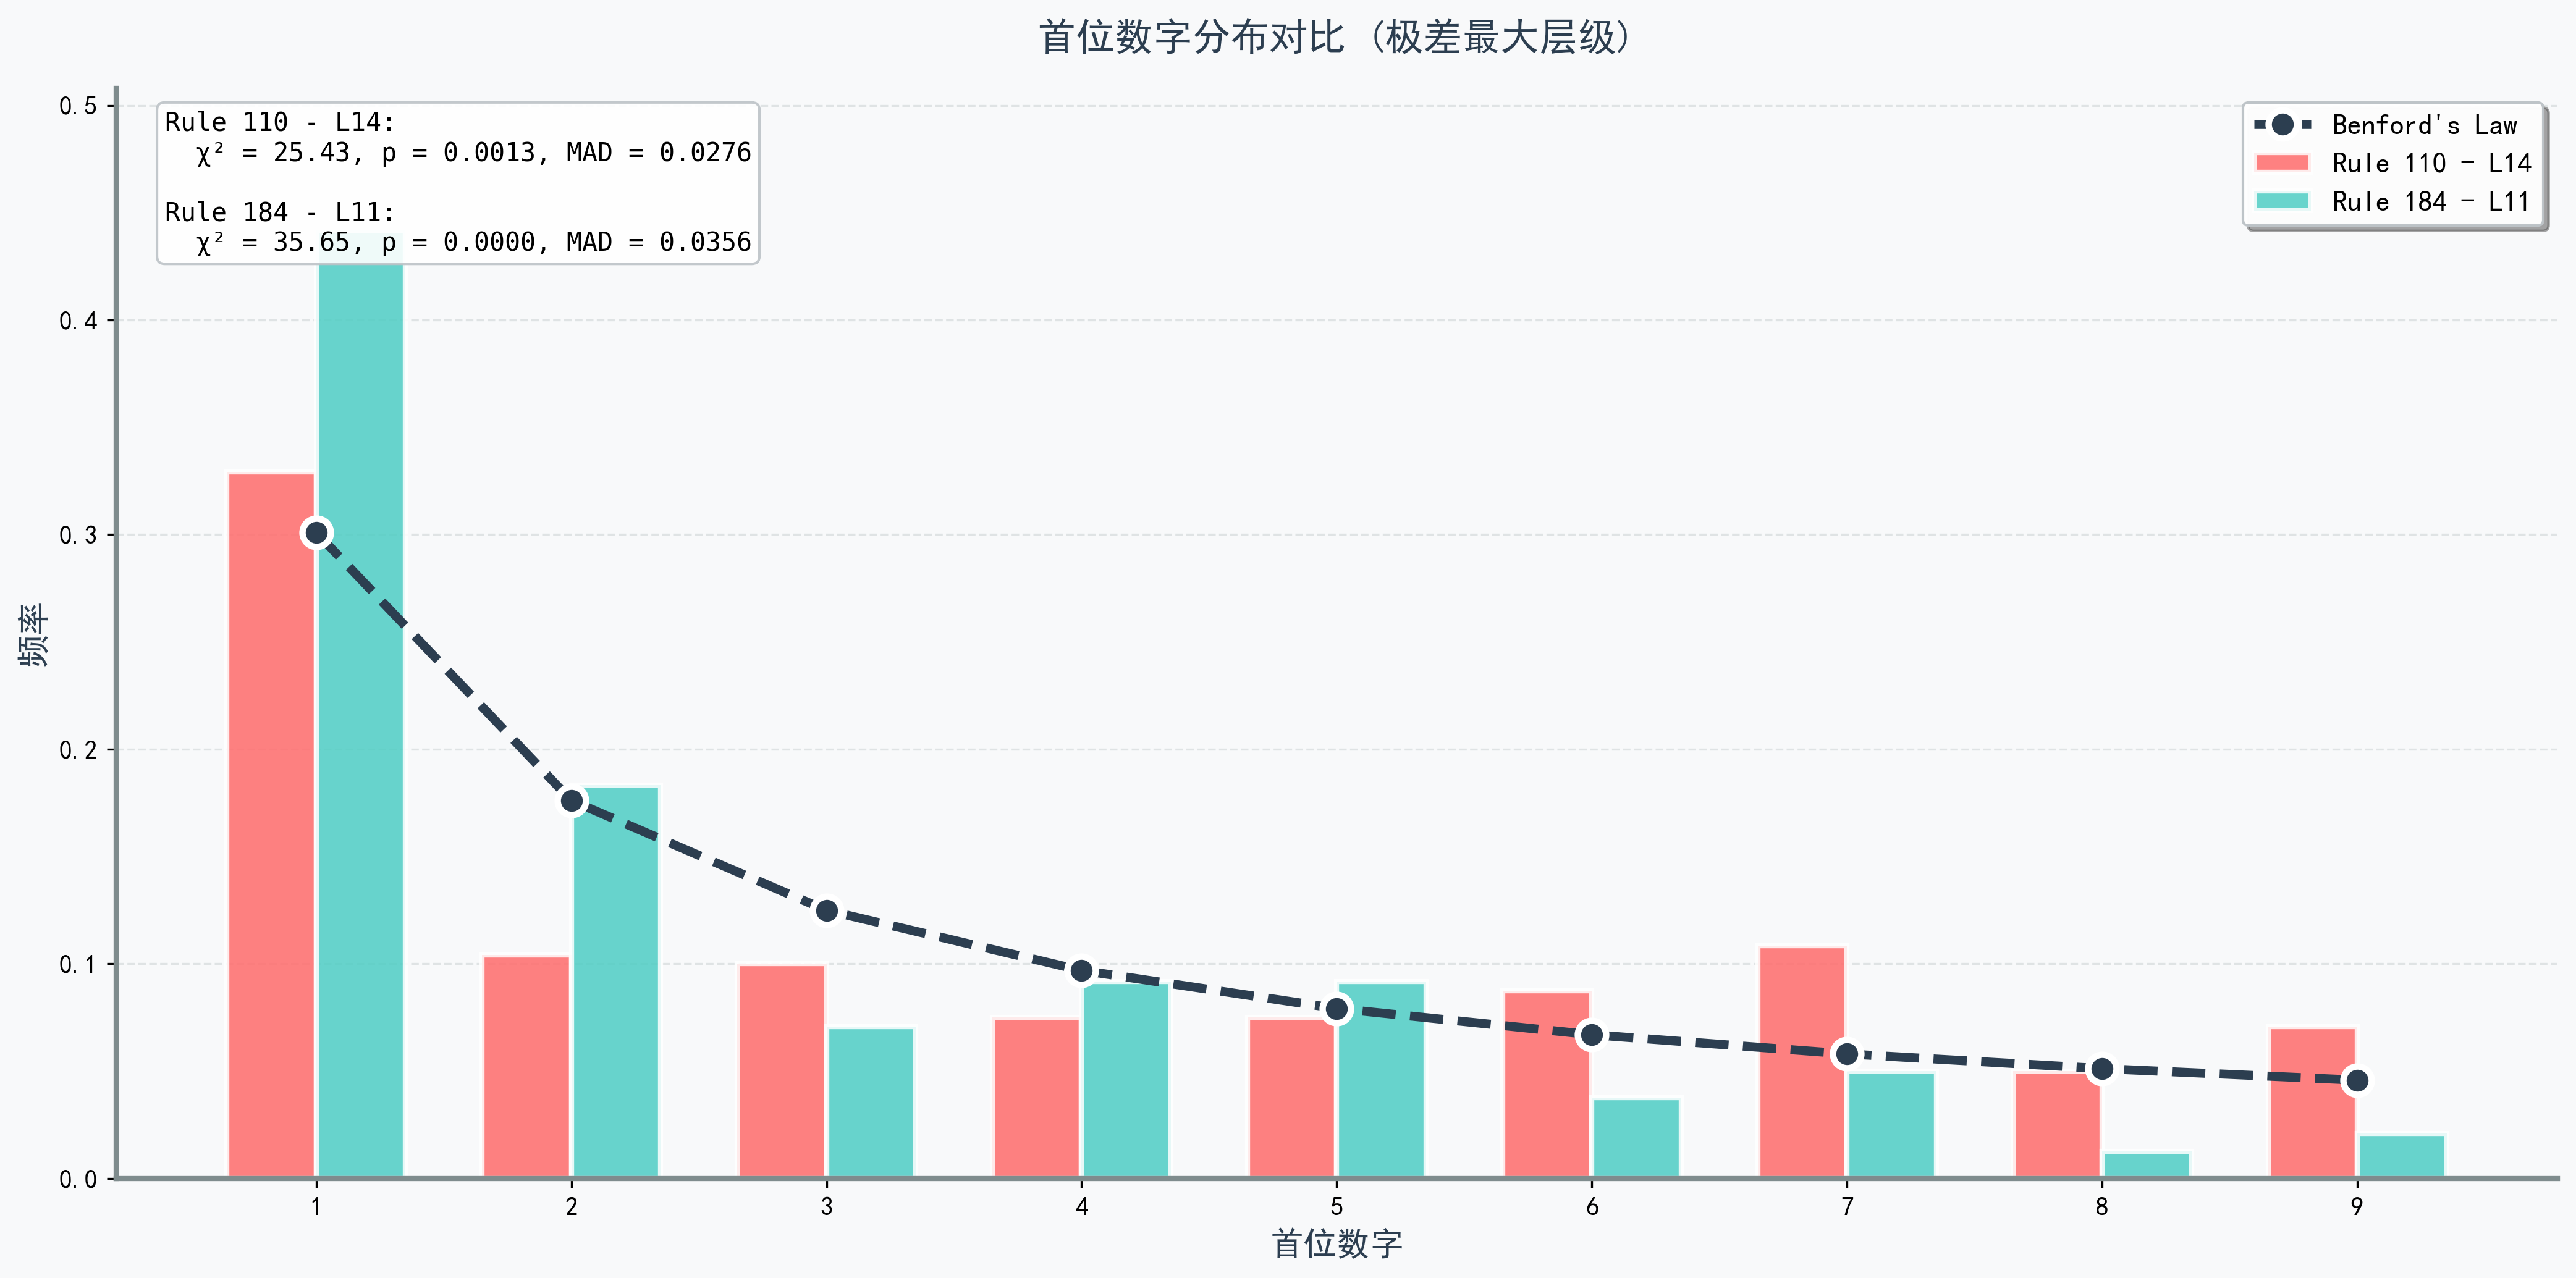 首位数字分布对比 (极差最大层级)
Rule 110 - L14:
χ² = 25.43, p = 0.0013, MAD = 0.0276
Rule 184 - L11:
χ² = 35.65, p = 0.0000, MAD = 0.0356
Benford's Law
Rule 110 - L14
Rule 184 - L11
频率
0.5
0.4
0.3
0.2
0.1
0.0
1 2 3 4 5 6 7 8 9
首位数字